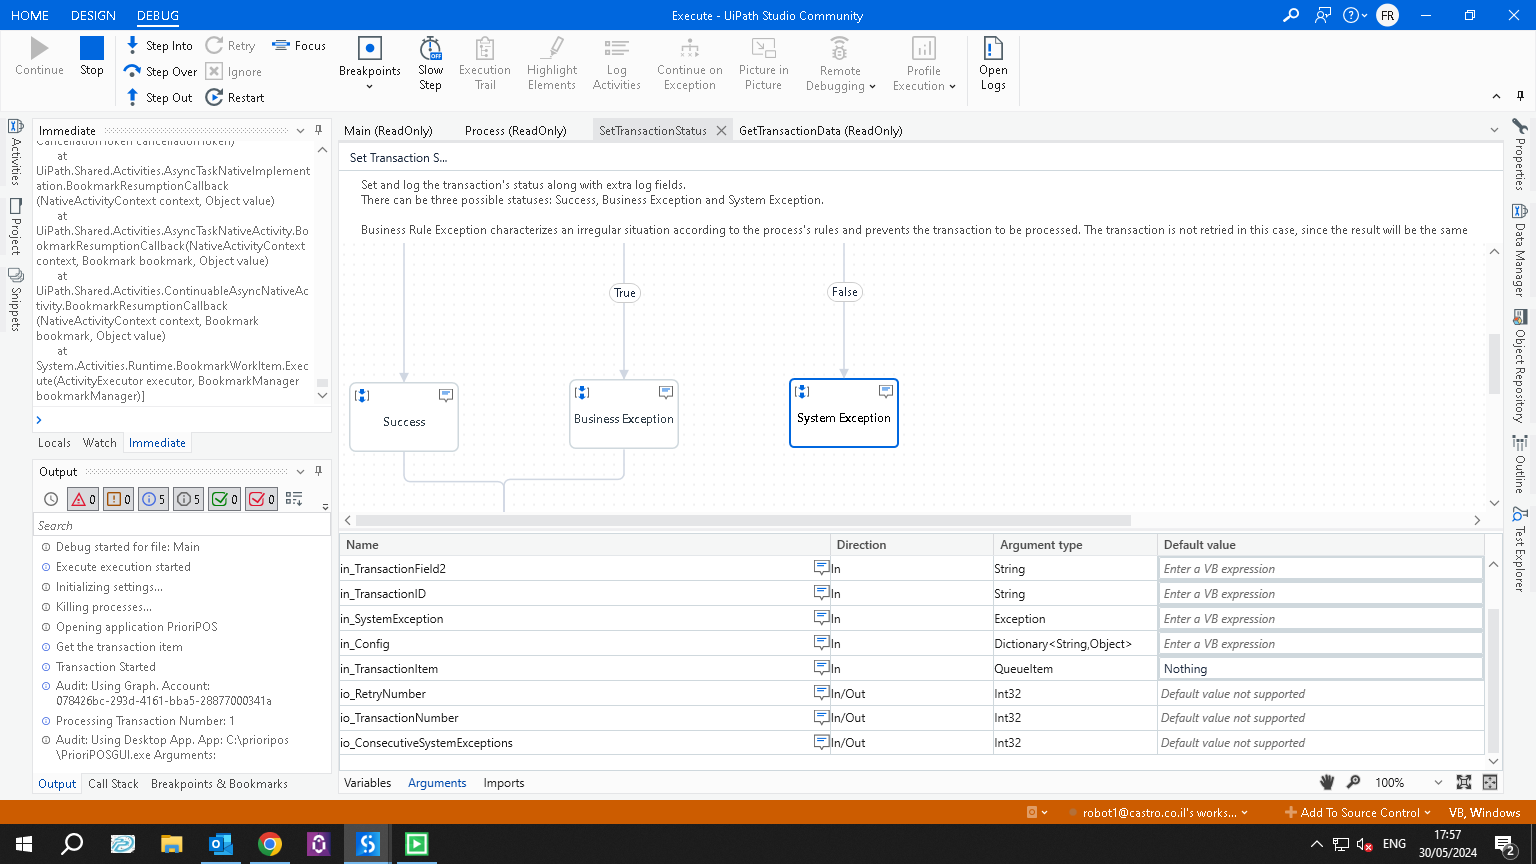 HOME DESIGN DEBUG
Execute - UiPath Studio Community
FR
Continue
Stop
Step Into
Step Over
Step Out
Retry
Ignore
Restart
Focus
Breakpoints
Slow Step
Execution Trail
Highlight Elements
Log Activities
Continue on Exception
Picture in Picture
Remote Debugging
Profile Execution
Open Logs
Activities
Project
Snippets
Immediate
CancellationToken cancellationToken)
at
UiPath.Shared.Activities.AsyncTaskNativeImplement
ation.BookmarkResumptionCallback
(NativeActivityContext context, Object value)
at
UiPath.Shared.Activities.AsyncTaskNativeActivity.Bo
okmarkResumptionCallback(NativeActivityContext
context, Bookmark bookmark, Object value)
at
UiPath.Shared.Activities.ContinuableAsyncNativeAc
tivity.BookmarkResumptionCallback
(NativeActivityContext context, Bookmark
bookmark, Object value)
at
System.Activities.Runtime.BookmarkWorkItem.Exec
ute(ActivityExecutor executor, BookmarkManager
bookmarkManager)]
Locals Watch Immediate
Output
0 0 5 5 0 0
Search
Debug started for file: Main
Execute execution started
Initializing settings...
Killing processes...
Opening application PrioriPOS
Get the transaction item
Transaction Started
Audit: Using Graph. Account:
078426bc-293d-4161-bba5-28877000341a
Processing Transaction Number: 1
Audit: Using Desktop App. App: C:\prioripos
\PrioriPOSGUI.exe Arguments:
Output Call Stack Breakpoints & Bookmarks
Main (ReadOnly) Process (ReadOnly) SetTransactionStatus GetTransactionData (ReadOnly)
Set Transaction S...
Set and log the transaction's status along with extra log fields.
There can be three possible statuses: Success, Business Exception and System Exception.
Business Rule Exception characterizes an irregular situation according to the process's rules and prevents the transaction to be processed. The transaction is not retried in this case, since the result will be the same
True
False
Success
Business Exception
System Exception
Name Direction Argument type Default value
in_TransactionField2 In String Enter a VB expression
in_TransactionID In String Enter a VB expression
in_SystemException In Exception Enter a VB expression
in_Config In Dictionary<String,Object> Enter a VB expression
in_TransactionItem In QueueItem Nothing
io_RetryNumber In/Out Int32 Default value not supported
io_TransactionNumber In/Out Int32 Default value not supported
io_ConsecutiveSystemExceptions In/Out Int32 Default value not supported
Variables Arguments Imports
100%
Properties
Data Manager
Object Repository
Outline
Test Explorer
robot1@castro.co.il's works... Add To Source Control VB, Windows
ENG
17:57
30/05/2024
2